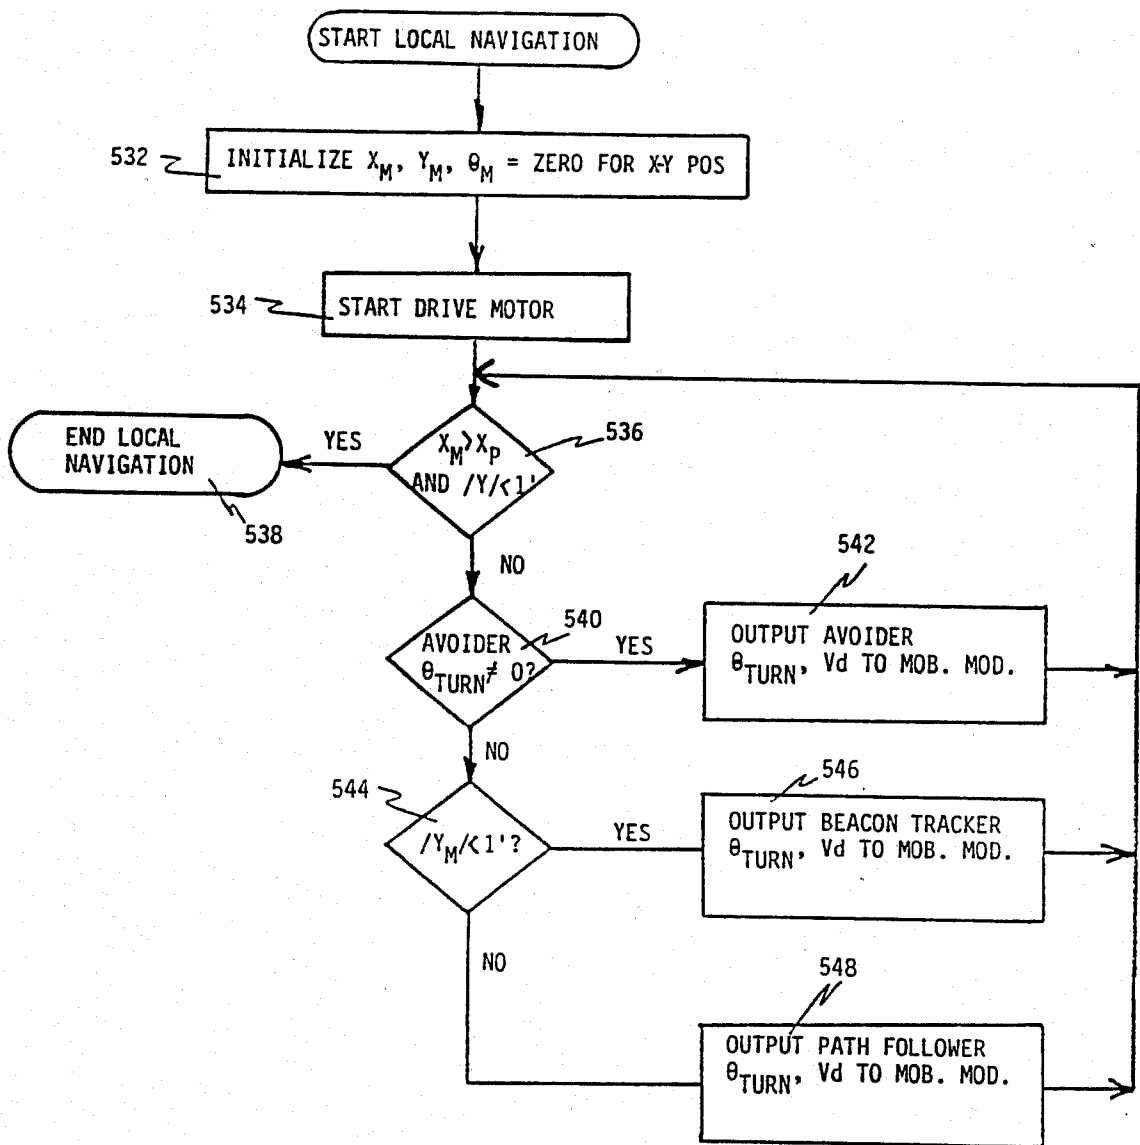 START LOCAL NAVIGATION
532
INITIALIZE X_M, Y_M, θ_M = ZERO FOR X-Y POS
534
START DRIVE MOTOR
END LOCAL
NAVIGATION
538
YES
X_M>X_P
AND /Y/<1'
536
NO
AVOIDER
θ_TURN≠ 0?
540
YES
542
OUTPUT AVOIDER
θ_TURN, Vd TO MOB. MOD.
NO
544
/Y_M/<1'?
YES
546
OUTPUT BEACON TRACKER
θ_TURN, Vd TO MOB. MOD.
NO
548
OUTPUT PATH FOLLOWER
θ_TURN, Vd TO MOB. MOD.